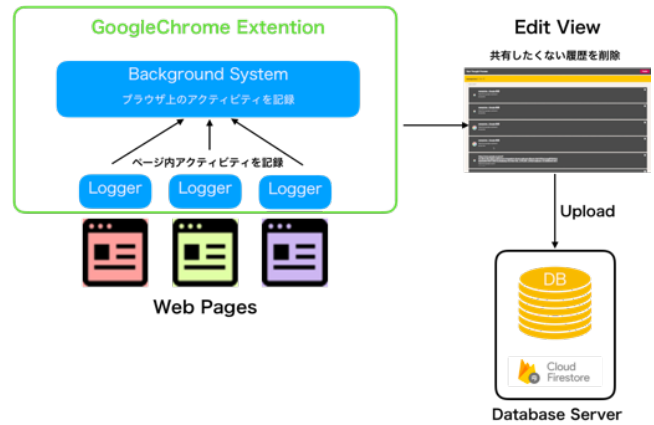 GoogleChrome Extention
Background System
ブラウザ上のアクティビティを記録
ページ内アクティビティを記録
Logger
Logger
Logger
Web Pages
Edit View
共有したくない履歴を削除
Upload
DB
Cloud
Firestore
Database Server